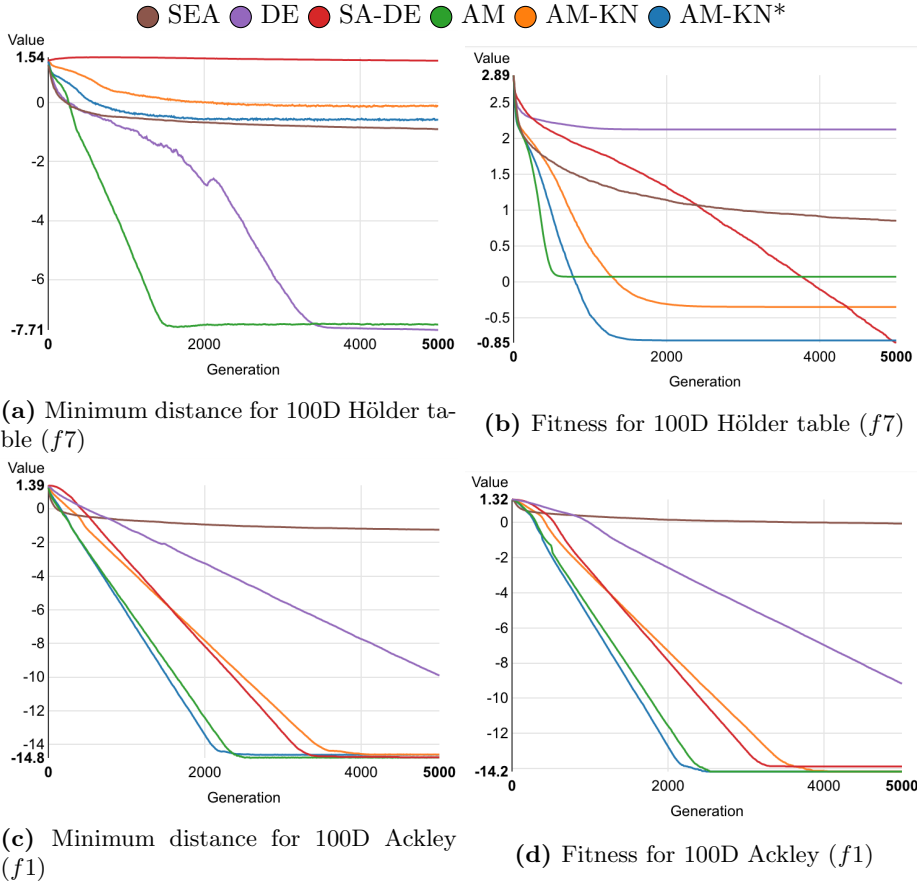 SEA DE SA-DE AM AM-KN AM-KN*
Value
1.54
0
-2
-4
-6
-7.71
0 2000 4000 5000
Generation
(a) Minimum distance for 100D Hölder ta-
ble (f7)
Value
2.89
2.5
2
1.5
1
0.5
0
-0.5
-0.85
0 2000 4000 5000
Generation
(b) Fitness for 100D Hölder table (f7)
Value
1.39
0
-2
-4
-6
-8
-10
-12
-14
-14.8
0 2000 4000 5000
Generation
(c) Minimum distance for 100D Ackley
(f1)
Value
1.32
0
-2
-4
-6
-8
-10
-12
-14.2
0 2000 4000 5000
Generation
(d) Fitness for 100D Ackley (f1)